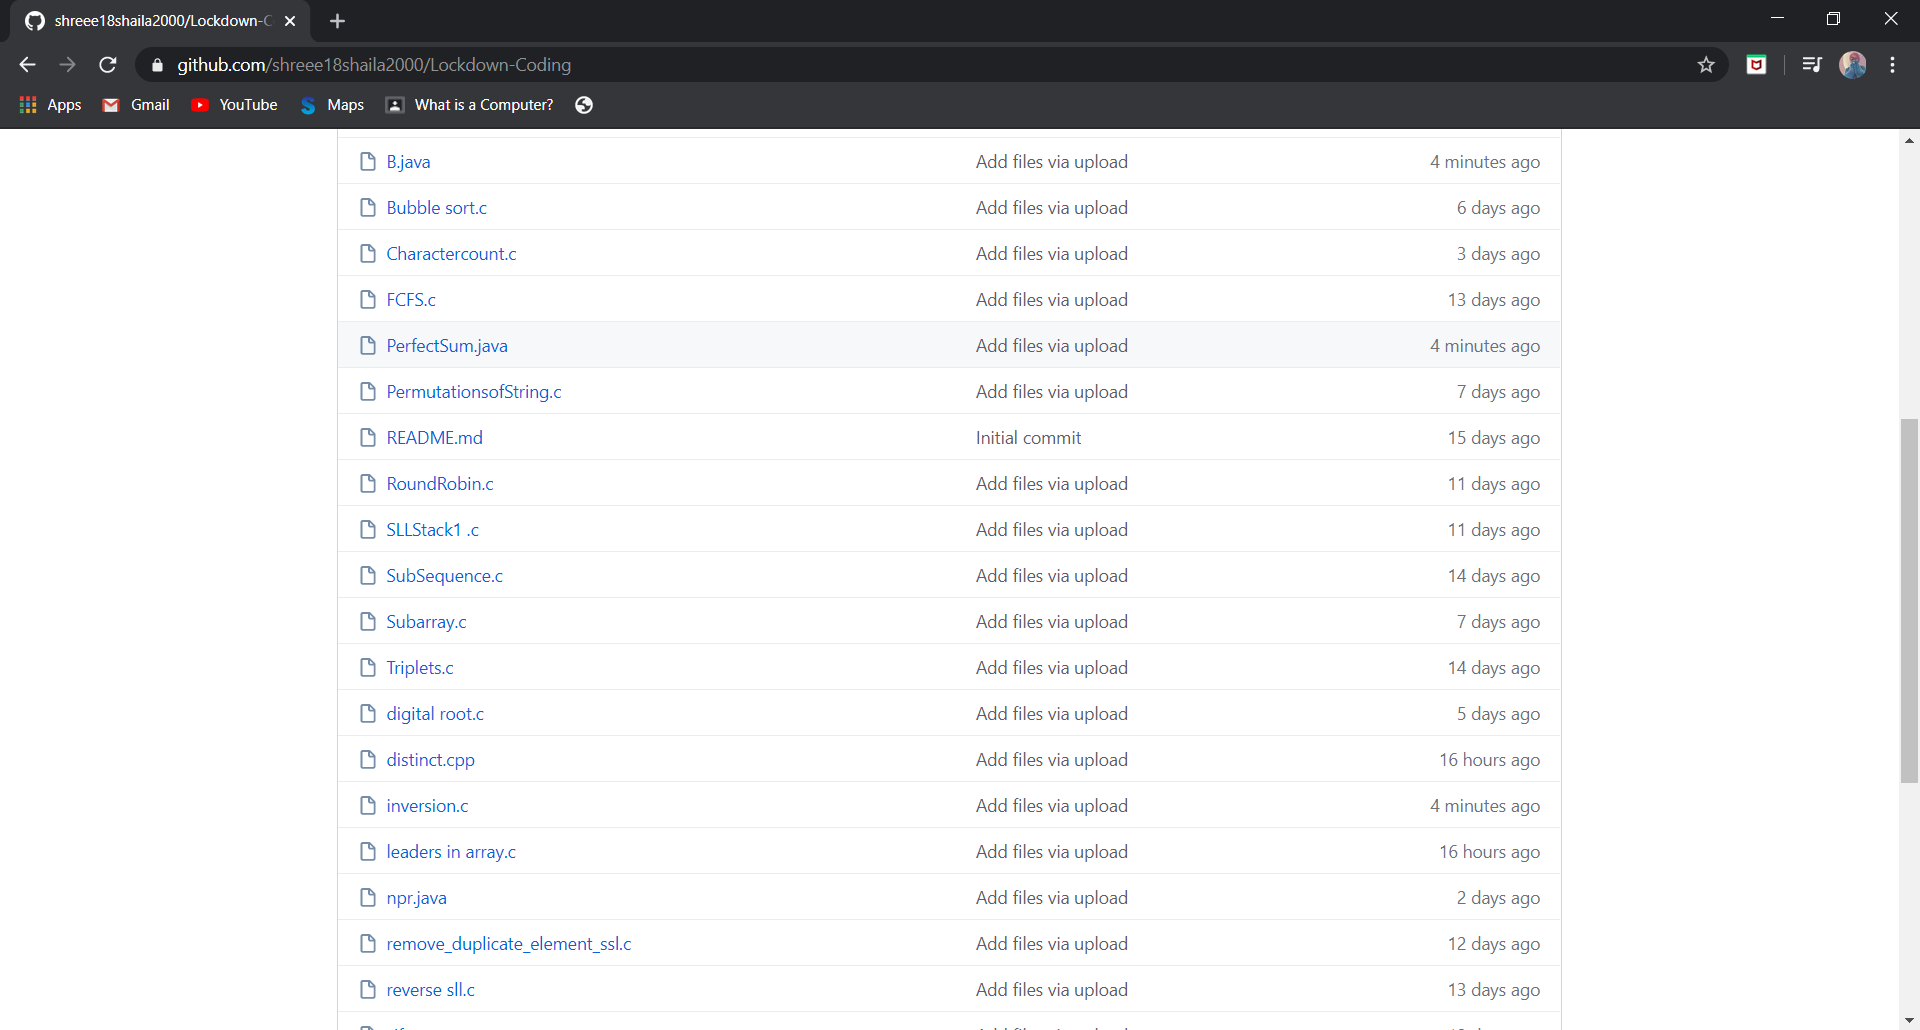 shreee18shaila2000/Lockdown-C
github.com/shreee18shaila2000/Lockdown-Coding
Apps Gmail YouTube Maps What is a Computer?
B.java Add files via upload 4 minutes ago
Bubble sort.c Add files via upload 6 days ago
Charactercount.c Add files via upload 3 days ago
FCFS.c Add files via upload 13 days ago
PerfectSum.java Add files via upload 4 minutes ago
PermutationsofString.c Add files via upload 7 days ago
README.md Initial commit 15 days ago
RoundRobin.c Add files via upload 11 days ago
SLLStack1 .c Add files via upload 11 days ago
SubSequence.c Add files via upload 14 days ago
Subarray.c Add files via upload 7 days ago
Triplets.c Add files via upload 14 days ago
digital root.c Add files via upload 5 days ago
distinct.cpp Add files via upload 16 hours ago
inversion.c Add files via upload 4 minutes ago
leaders in array.c Add files via upload 16 hours ago
npr.java Add files via upload 2 days ago
remove_duplicate_element_ssl.c Add files via upload 12 days ago
reverse sll.c Add files via upload 13 days ago